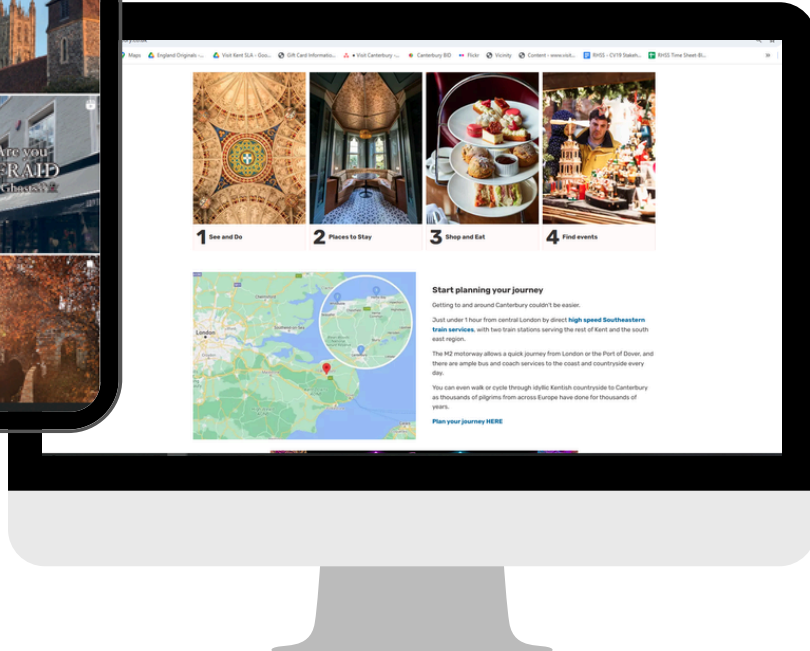 Are you
FRAID
Ghosts
Maps England Originals -... Visit Kent SLA - Goo... Gift Card Informatio... • Visit Canterbury -... Canterbury BID Flickr Vicinity Content - www.visit... RHSS - CV19 Stakeh... RHSS Time Sheet-Bl...
1 See and Do
2 Places to Stay
3 Shop and Eat
4 Find events
London
Start planning your journey
Getting to and around Canterbury couldn't be easier.
Just under 1 hour from central London by direct high speed Southeastern
train services, with two train stations serving the rest of Kent and the south
east region.
The M2 motorway allows a quick journey from London or the Port of Dover, and
there are ample bus and coach services to the coast and countryside every
day.
You can even walk or cycle through idyllic Kentish countryside to Canterbury
as thousands of pilgrims from across Europe have done for thousands of
years.
Plan your journey HERE